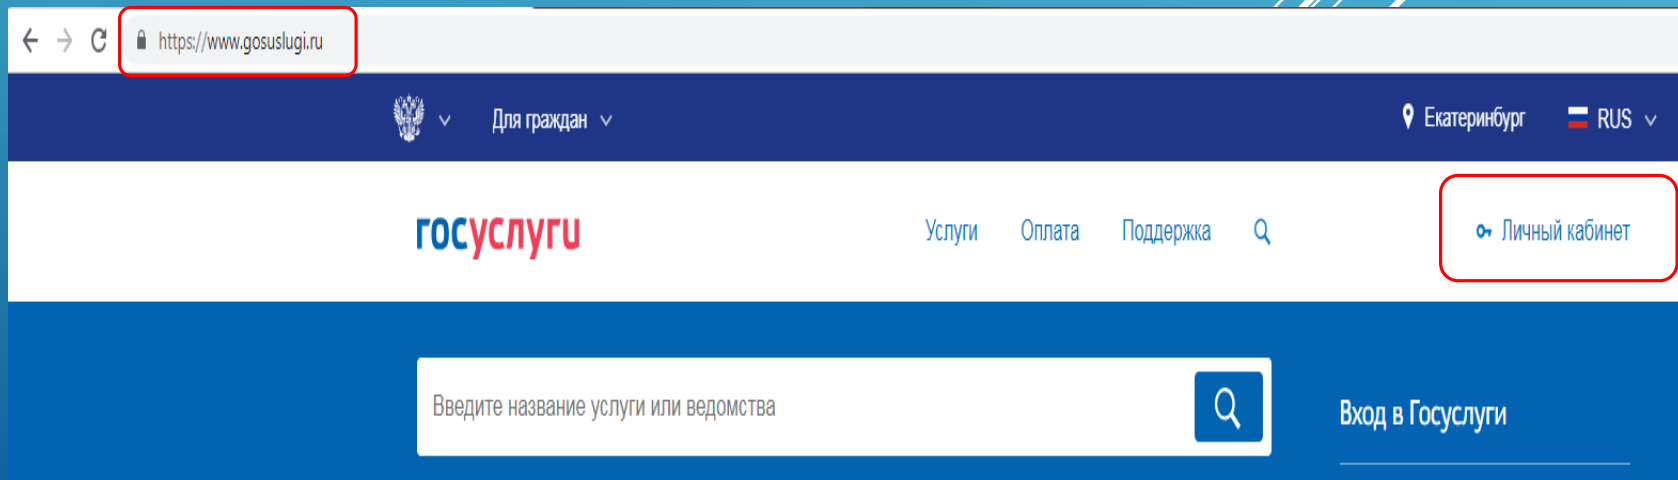 https://www.gosuslugi.ru
Для граждан
Екатеринбург
RUS
госуслуги
Услуги
Оплата
Поддержка
Личный кабинет
Введите название услуги или ведомства
Вход в Госуслуги